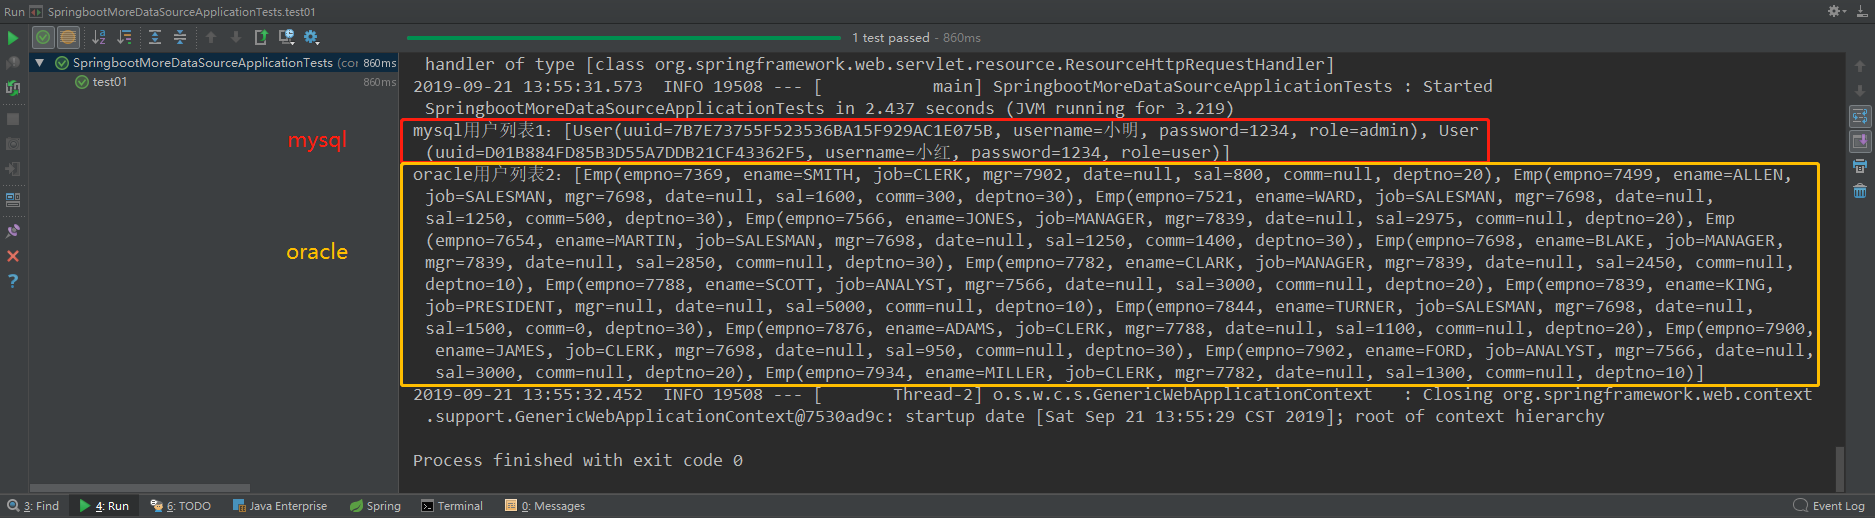 Run SpringbootMoreDataSourceApplicationTests.test01
1 test passed - 860ms
SpringbootMoreDataSourceApplicationTests (cor 860ms
test01 860ms
mysql
oracle
handler of type [class org.springframework.web.servlet.resource.ResourceHttpRequestHandler]
2019-09-21 13:55:31.573  INFO 19508 --- [           main] SpringbootMoreDataSourceApplicationTests : Started
SpringbootMoreDataSourceApplicationTests in 2.437 seconds (JVM running for 3.219)
mysql用户列表1: [User(uuid=7B7E73755F523536BA15F929AC1E075B, username=小明, password=1234, role=admin), User
(uuid=D01B884FD85B3D55A7DDB21CF43362F5, username=小红, password=1234, role=user)]
oracle用户列表2: [Emp(empno=7369, ename=SMITH, job=CLERK, mgr=7902, date=null, sal=800, comm=null, deptno=20), Emp(empno=7499, ename=ALLEN,
job=SALESMAN, mgr=7698, date=null, sal=1600, comm=300, deptno=30), Emp(empno=7521, ename=WARD, job=SALESMAN, mgr=7698, date=null,
sal=1250, comm=500, deptno=30), Emp(empno=7566, ename=JONES, job=MANAGER, mgr=7839, date=null, sal=2975, comm=null, deptno=20), Emp
(empno=7654, ename=MARTIN, job=SALESMAN, mgr=7698, date=null, sal=1250, comm=1400, deptno=30), Emp(empno=7698, ename=BLAKE, job=MANAGER,
mgr=7839, date=null, sal=2850, comm=null, deptno=30), Emp(empno=7782, ename=CLARK, job=MANAGER, mgr=7839, date=null, sal=2450, comm=null,
deptno=10), Emp(empno=7788, ename=SCOTT, job=ANALYST, mgr=7566, date=null, sal=3000, comm=null, deptno=20), Emp(empno=7839, ename=KING,
job=PRESIDENT, mgr=null, date=null, sal=5000, comm=null, deptno=10), Emp(empno=7844, ename=TURNER, job=SALESMAN, mgr=7698, date=null,
sal=1500, comm=0, deptno=30), Emp(empno=7876, ename=ADAMS, job=CLERK, mgr=7788, date=null, sal=1100, comm=null, deptno=20), Emp(empno=7900,
ename=JAMES, job=CLERK, mgr=7698, date=null, sal=950, comm=null, deptno=30), Emp(empno=7902, ename=FORD, job=ANALYST, mgr=7566, date=null,
sal=3000, comm=null, deptno=20), Emp(empno=7934, ename=MILLER, job=CLERK, mgr=7782, date=null, sal=1300, comm=null, deptno=10)]
2019-09-21 13:55:32.452  INFO 19508 --- [       Thread-2] o.s.w.c.s.GenericWebApplicationContext   : Closing org.springframework.web.context
.support.GenericWebApplicationContext@7530ad9c: startup date [Sat Sep 21 13:55:29 CST 2019]; root of context hierarchy
Process finished with exit code 0
3: Find 4: Run 6: TODO Java Enterprise Spring Terminal 0: Messages Event Log